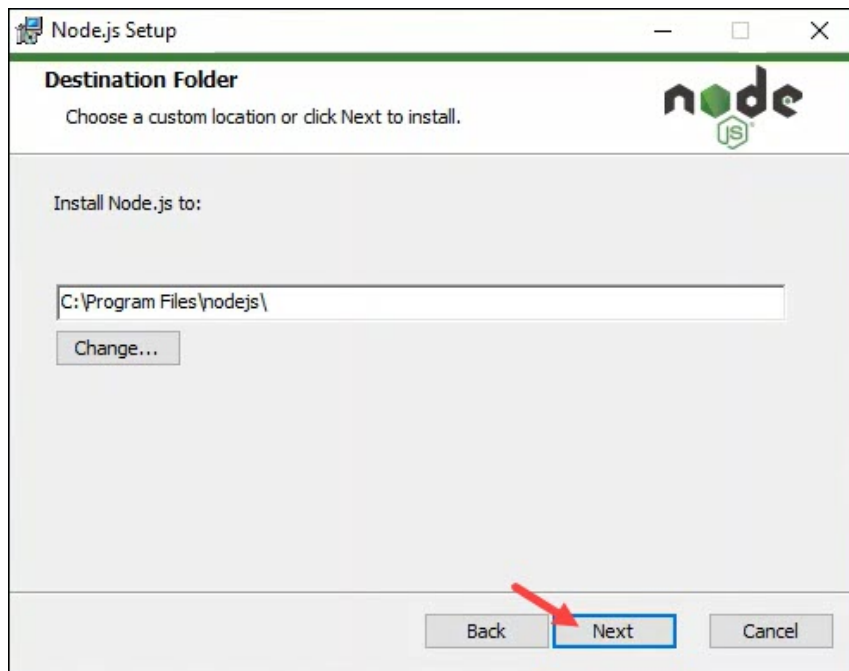 Node.js Setup
Destination Folder
Choose a custom location or click Next to install.
node
JS
Install Node.js to:
C:\Program Files\nodejs\
Change...
Back
Next
Cancel